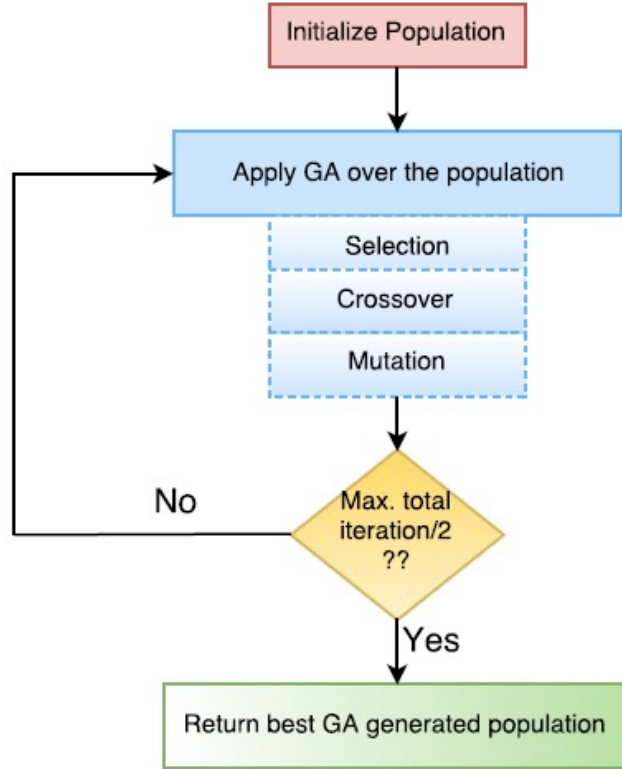 Initialize Population
Apply GA over the population
Selection
Crossover
Mutation
No
Max. total
iteration/2
??
Yes
Return best GA generated population